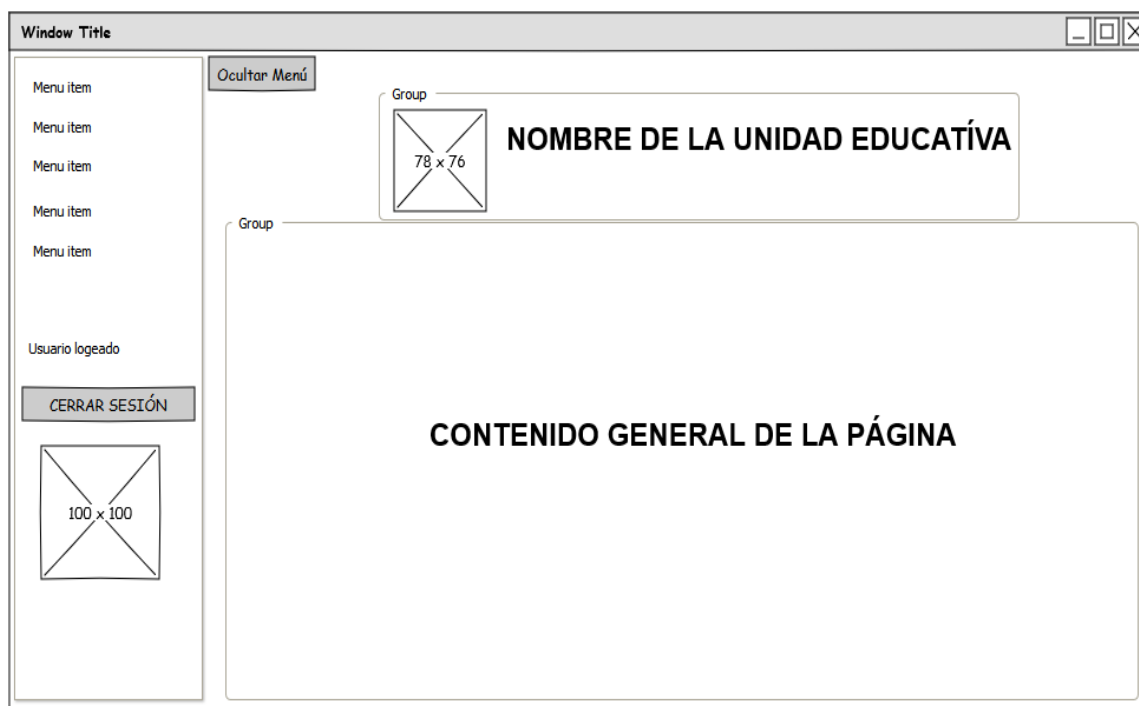 Window Title
Menu item
Menu item
Menu item
Menu item
Menu item
Usuario logeado
CERRAR SESIÓN
100 x 100
Ocultar Menú
Group
78 x 76
NOMBRE DE LA UNIDAD EDUCATÍVA
Group
CONTENIDO GENERAL DE LA PÁGINA